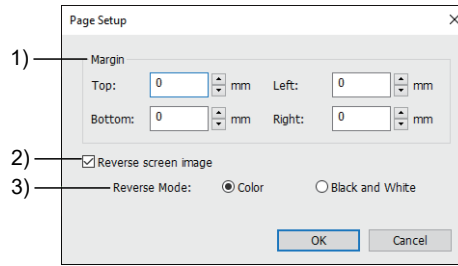 Page Setup
1)
Margin
Top: 0 mm Left: 0 mm
Bottom: 0 mm Right: 0 mm
2) Reverse screen image
3) Reverse Mode: Color Black and White
OK Cancel